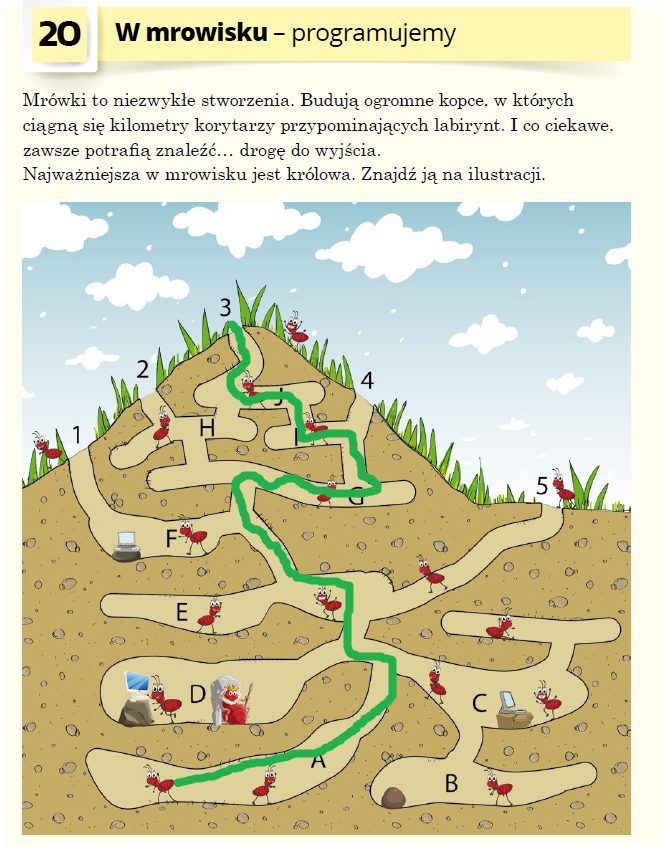 20 W mrowisku – programujemy
Mrówki to niezwykłe stworzenia. Budują ogromne kopce, w których
ciągną się kilometry korytarzy przypominających labirynt. I co ciekawe,
zawsze potrafią znaleźć... drogę do wyjścia.
Najważniejsza w mrowisku jest królowa. Znajdź ją na ilustracji.
3
2
4
J
1
H
I
5
G
F
E
D
C
A
B